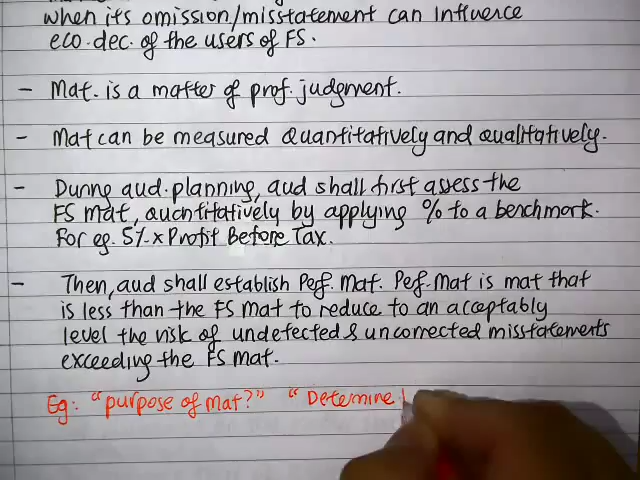 when its omission/misstatement can influence
eco.dec. of the users of FS.
- Mat. is a matter of prof. judgment.
- Mat can be measured Quantitatively and qualitatively.
- During aud. planning, aud shall first assess the
FS mat, quantitatively by applying % to a benchmark.
For eg. 5% x Profit Before Tax.
- Then, aud shall establish Pef. Mat. Pef. Mat is mat that
is less than the FS mat to reduce to an acceptably
level the risk of undetected & uncorrected misstatements
exceeding the FS mat.
Eg: "purpose of mat?" " Determine